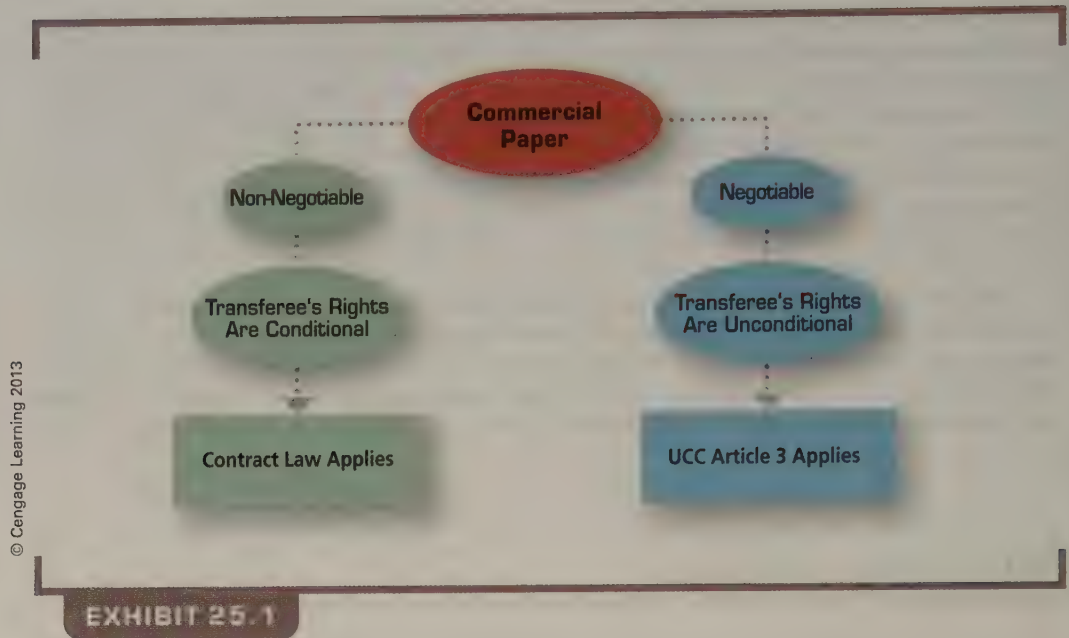 Commercial
Paper
Non-Negotiable
Negotiable
Transferee's Rights
Are Conditional
Transferee's Rights
Are Unconditional
Contract Law Applies
UCC Article 3 Applies
© Cengage Learning 2013
EXHIBIT 25.1